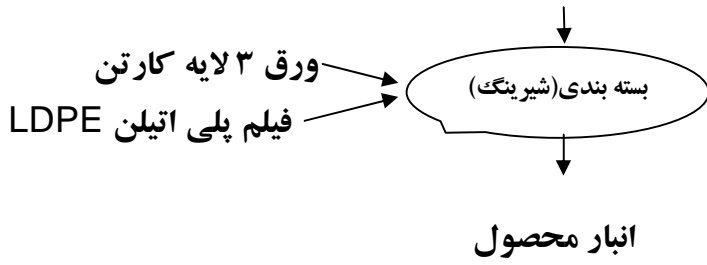 ورق ۳ لایه کارتن
بسته بندی(شیرینگ)
فیلم پلی اتیلن LDPE
انبار محصول